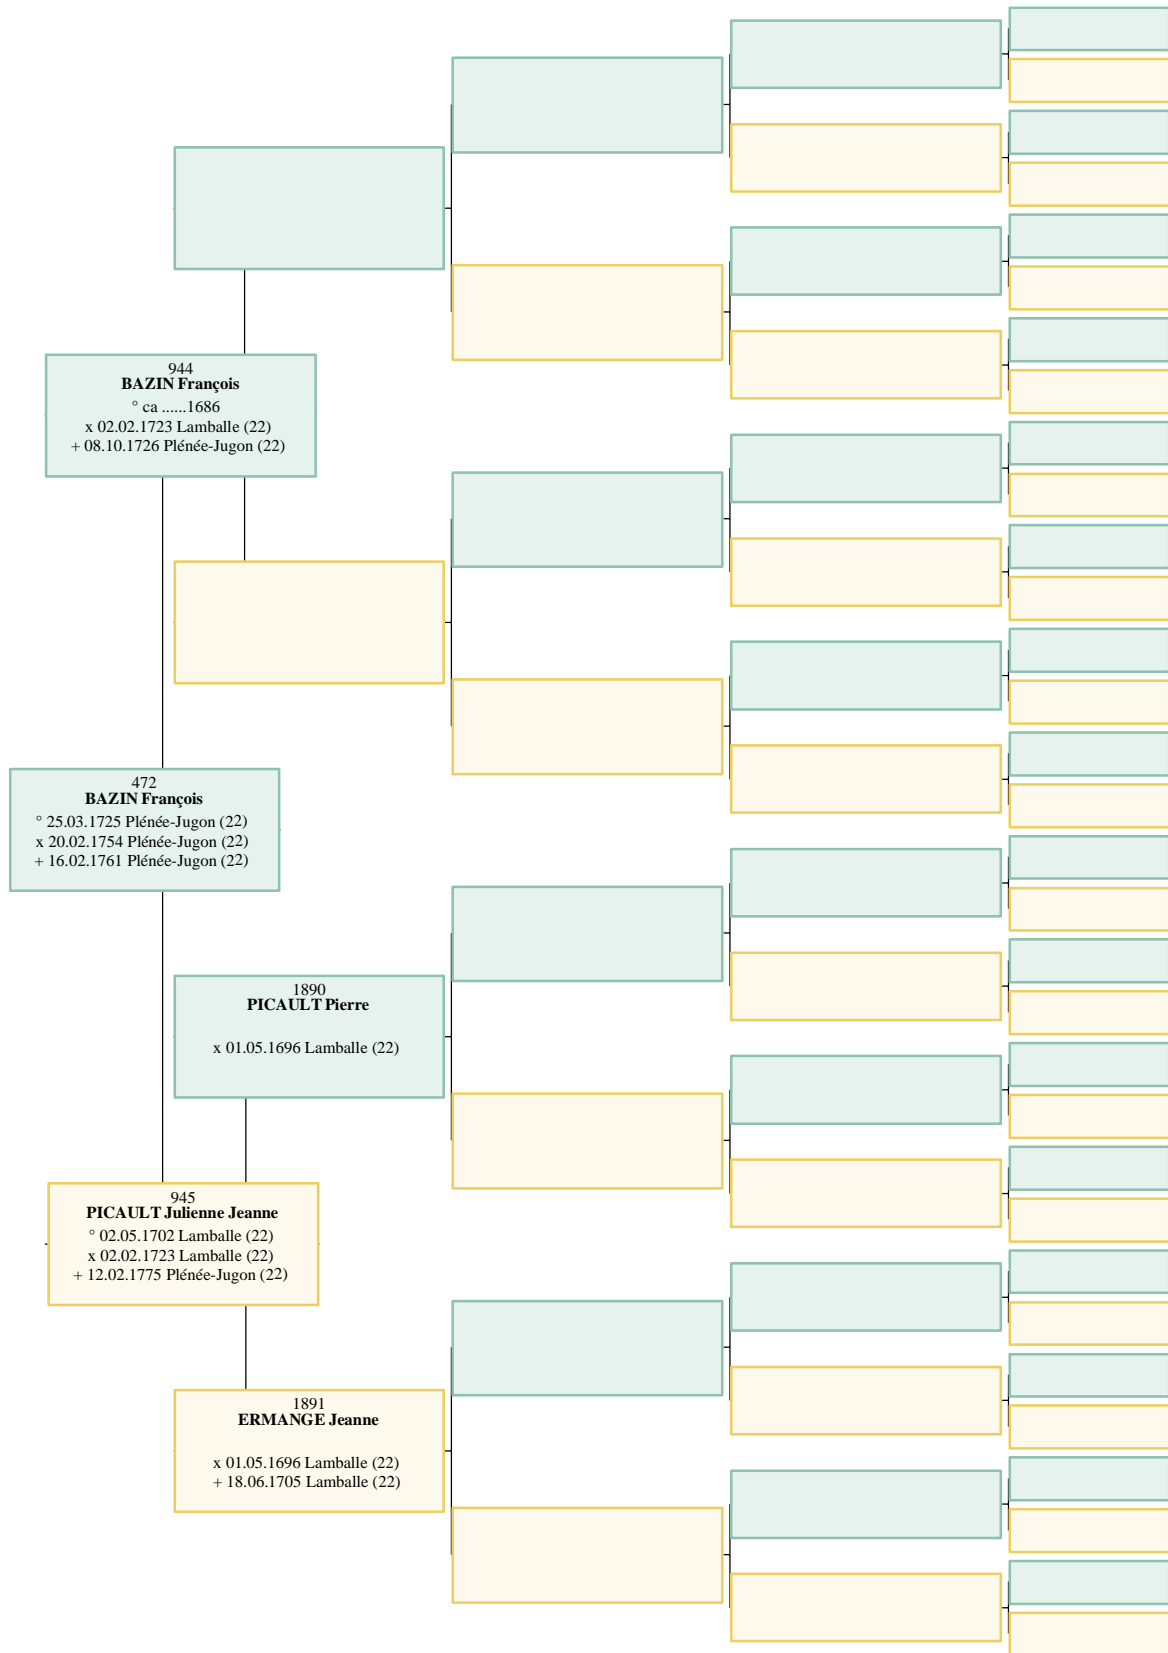 944
BAZIN François
° ca ......1686
x 02.02.1723 Lamballe (22)
+ 08.10.1726 Plénée-Jugon (22)
472
BAZIN François
° 25.03.1725 Plénée-Jugon (22)
x 20.02.1754 Plénée-Jugon (22)
+ 16.02.1761 Plénée-Jugon (22)
1890
PICAULT Pierre
x 01.05.1696 Lamballe (22)
945
PICAULT Julienne Jeanne
° 02.05.1702 Lamballe (22)
x 02.02.1723 Lamballe (22)
+ 12.02.1775 Plénée-Jugon (22)
1891
ERMANGE Jeanne
x 01.05.1696 Lamballe (22)
+ 18.06.1705 Lamballe (22)